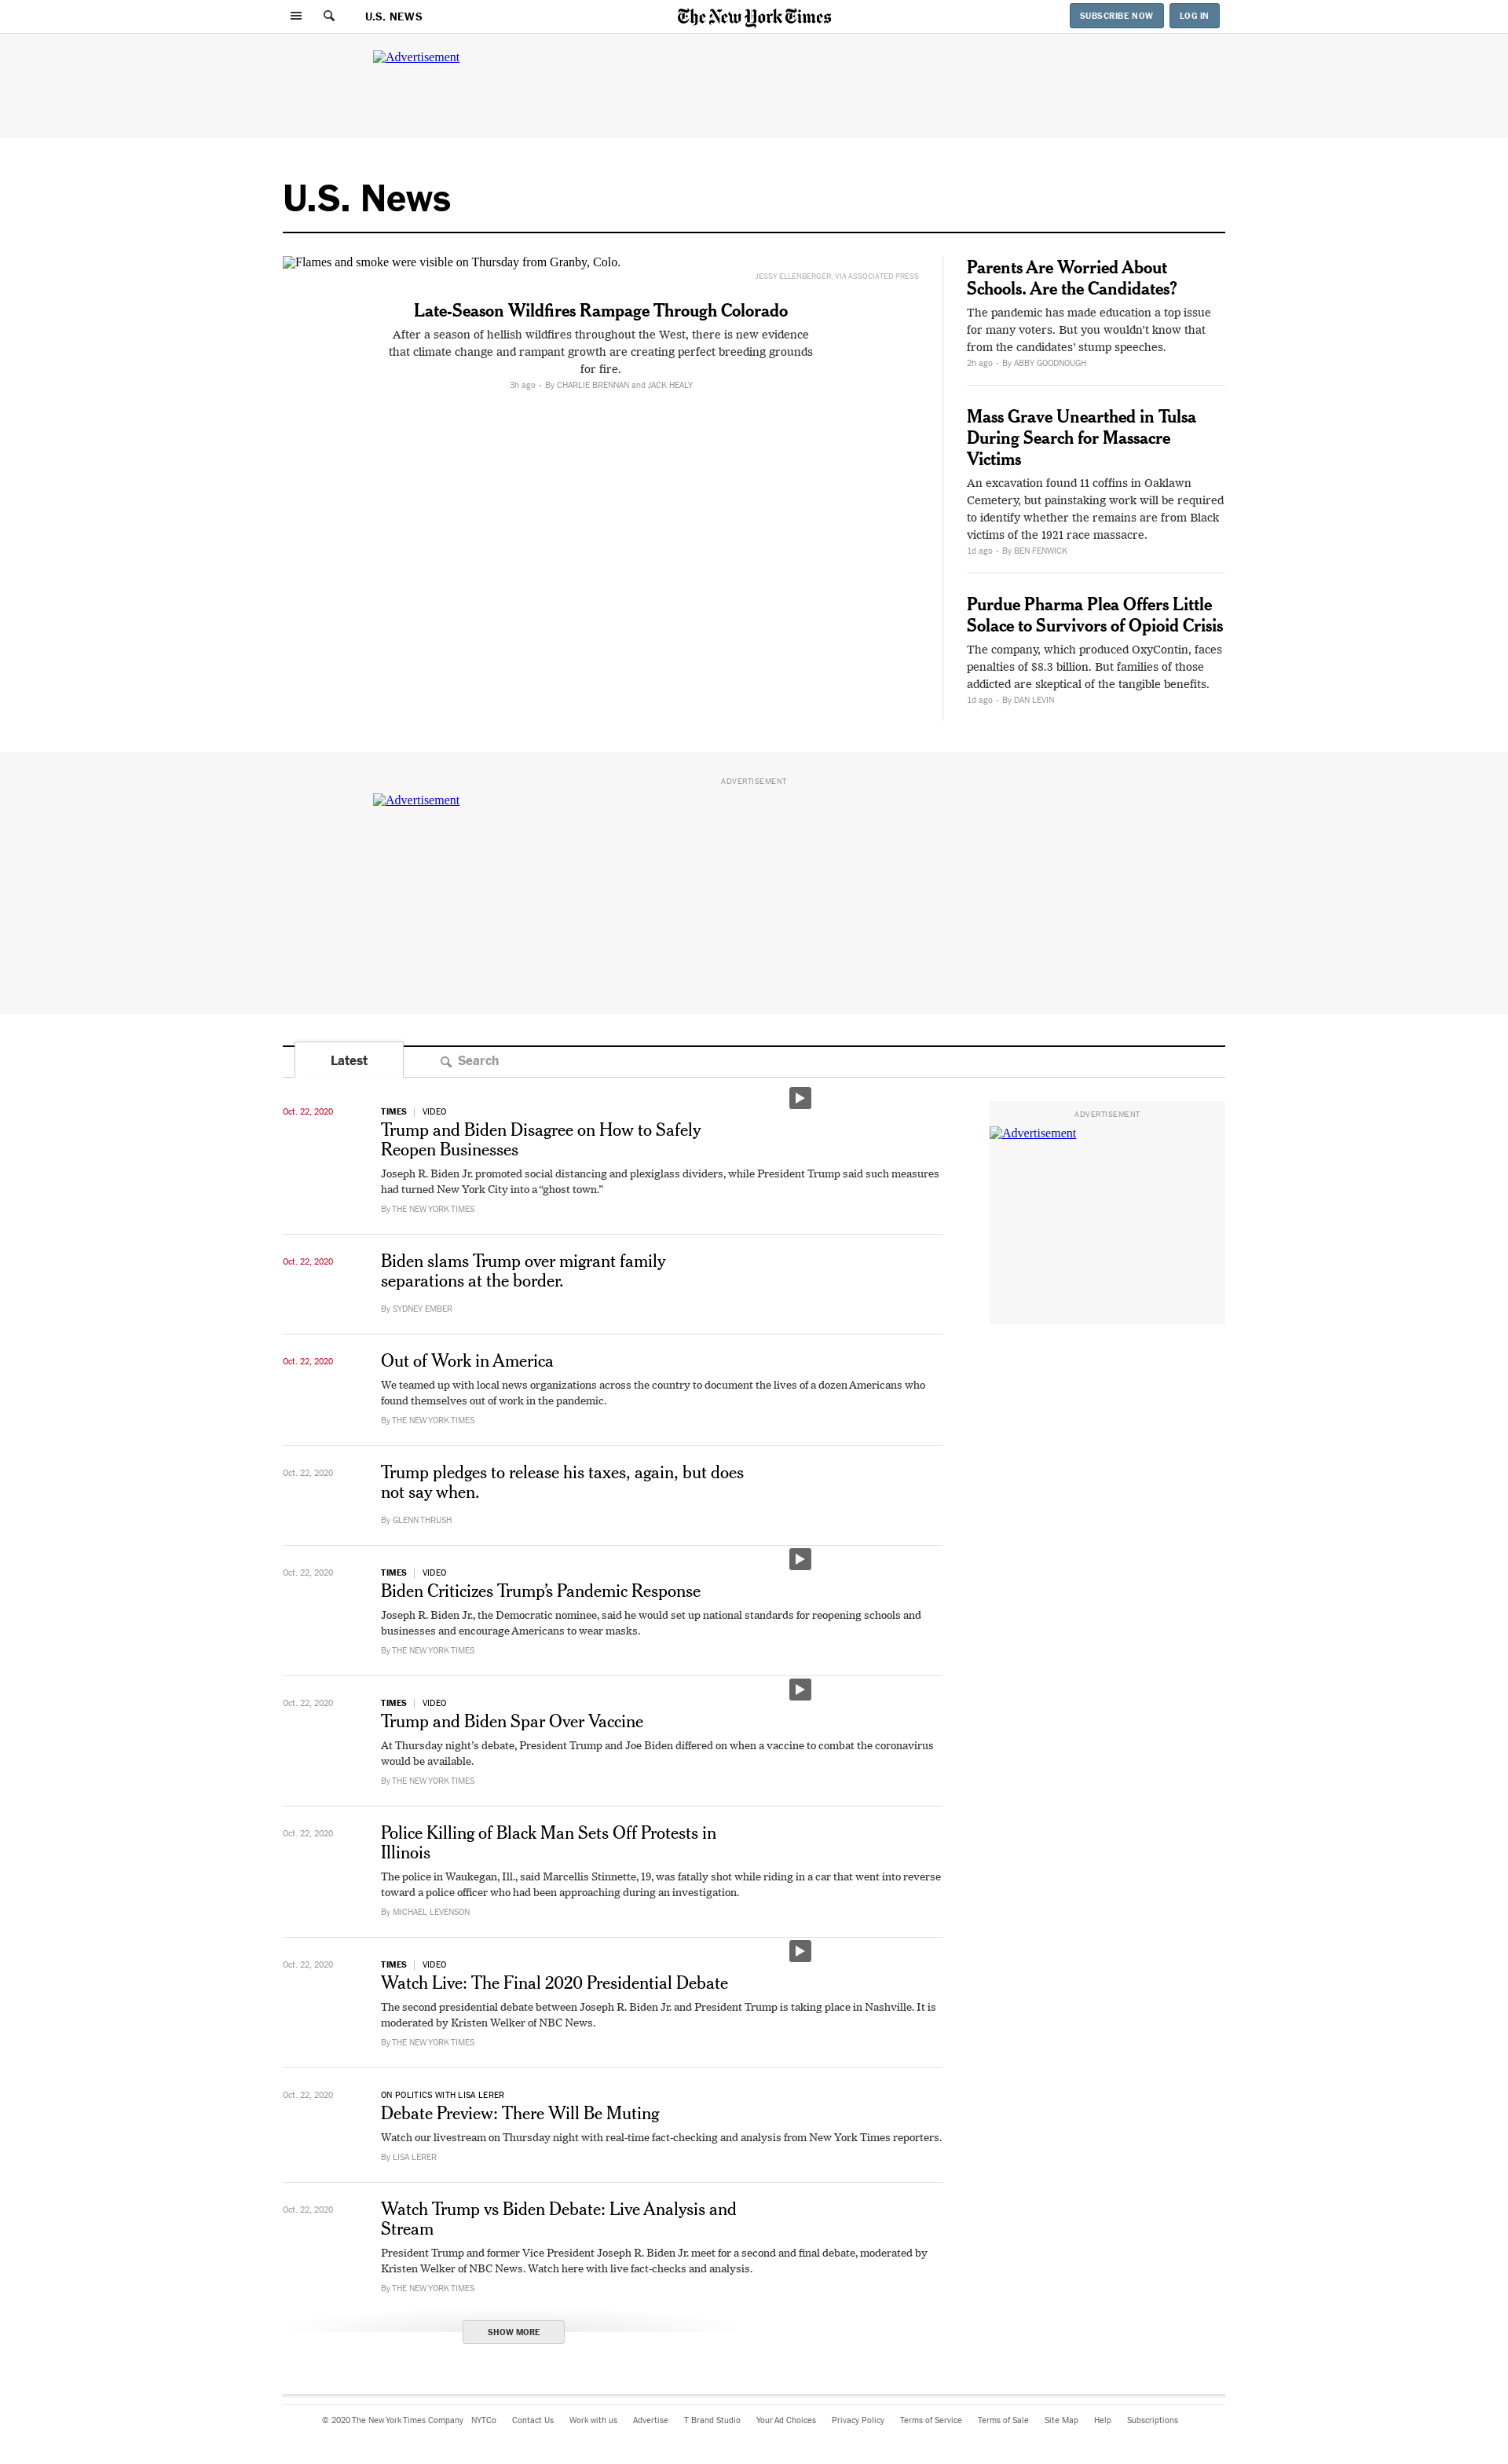 U.S. NEWS
The New York Times
SUBSCRIBE NOW
LOG IN
Advertisement
U.S. News
Flames and smoke were visible on Thursday from Granby, Colo.
JESSY ELLENBERGER, VIA ASSOCIATED PRESS
Late-Season Wildfires Rampage Through Colorado
After a season of hellish wildfires throughout the West, there is new evidence
that climate change and rampant growth are creating perfect breeding grounds
for fire.
3h ago · By CHARLIE BRENNAN and JACK HEALY
Parents Are Worried About
Schools. Are the Candidates?
The pandemic has made education a top issue
for many voters. But you wouldn’t know that
from the candidates’ stump speeches.
2h ago · By ABBY GOODNOUGH
Mass Grave Unearthed in Tulsa
During Search for Massacre
Victims
An excavation found 11 coffins in Oaklawn
Cemetery, but painstaking work will be required
to identify whether the remains are from Black
victims of the 1921 race massacre.
1d ago · By BEN FENWICK
Purdue Pharma Plea Offers Little
Solace to Survivors of Opioid Crisis
The company, which produced OxyContin, faces
penalties of $8.3 billion. But families of those
addicted are skeptical of the tangible benefits.
1d ago · By DAN LEVIN
ADVERTISEMENT
Advertisement
Latest
Search
Oct. 22, 2020
TIMES | VIDEO
Trump and Biden Disagree on How to Safely
Reopen Businesses
Joseph R. Biden Jr. promoted social distancing and plexiglass dividers, while President Trump said such measures
had turned New York City into a “ghost town.”
By THE NEW YORK TIMES
ADVERTISEMENT
Advertisement
Oct. 22, 2020
Biden slams Trump over migrant family
separations at the border.
By SYDNEY EMBER
Oct. 22, 2020
Out of Work in America
We teamed up with local news organizations across the country to document the lives of a dozen Americans who
found themselves out of work in the pandemic.
By THE NEW YORK TIMES
Oct. 22, 2020
Trump pledges to release his taxes, again, but does
not say when.
By GLENN THRUSH
Oct. 22, 2020
TIMES | VIDEO
Biden Criticizes Trump’s Pandemic Response
Joseph R. Biden Jr., the Democratic nominee, said he would set up national standards for reopening schools and
businesses and encourage Americans to wear masks.
By THE NEW YORK TIMES
Oct. 22, 2020
TIMES | VIDEO
Trump and Biden Spar Over Vaccine
At Thursday night’s debate, President Trump and Joe Biden differed on when a vaccine to combat the coronavirus
would be available.
By THE NEW YORK TIMES
Oct. 22, 2020
Police Killing of Black Man Sets Off Protests in
Illinois
The police in Waukegan, Ill., said Marcellis Stinnette, 19, was fatally shot while riding in a car that went into reverse
toward a police officer who had been approaching during an investigation.
By MICHAEL LEVENSON
Oct. 22, 2020
TIMES | VIDEO
Watch Live: The Final 2020 Presidential Debate
The second presidential debate between Joseph R. Biden Jr. and President Trump is taking place in Nashville. It is
moderated by Kristen Welker of NBC News.
By THE NEW YORK TIMES
Oct. 22, 2020
ON POLITICS WITH LISA LERER
Debate Preview: There Will Be Muting
Watch our livestream on Thursday night with real-time fact-checking and analysis from New York Times reporters.
By LISA LERER
Oct. 22, 2020
Watch Trump vs Biden Debate: Live Analysis and
Stream
President Trump and former Vice President Joseph R. Biden Jr. meet for a second and final debate, moderated by
Kristen Welker of NBC News. Watch here with live fact-checks and analysis.
By THE NEW YORK TIMES
SHOW MORE
© 2020 The New York Times Company NYTCo Contact Us Work with us Advertise T Brand Studio Your Ad Choices Privacy Policy Terms of Service Terms of Sale Site Map Help Subscriptions